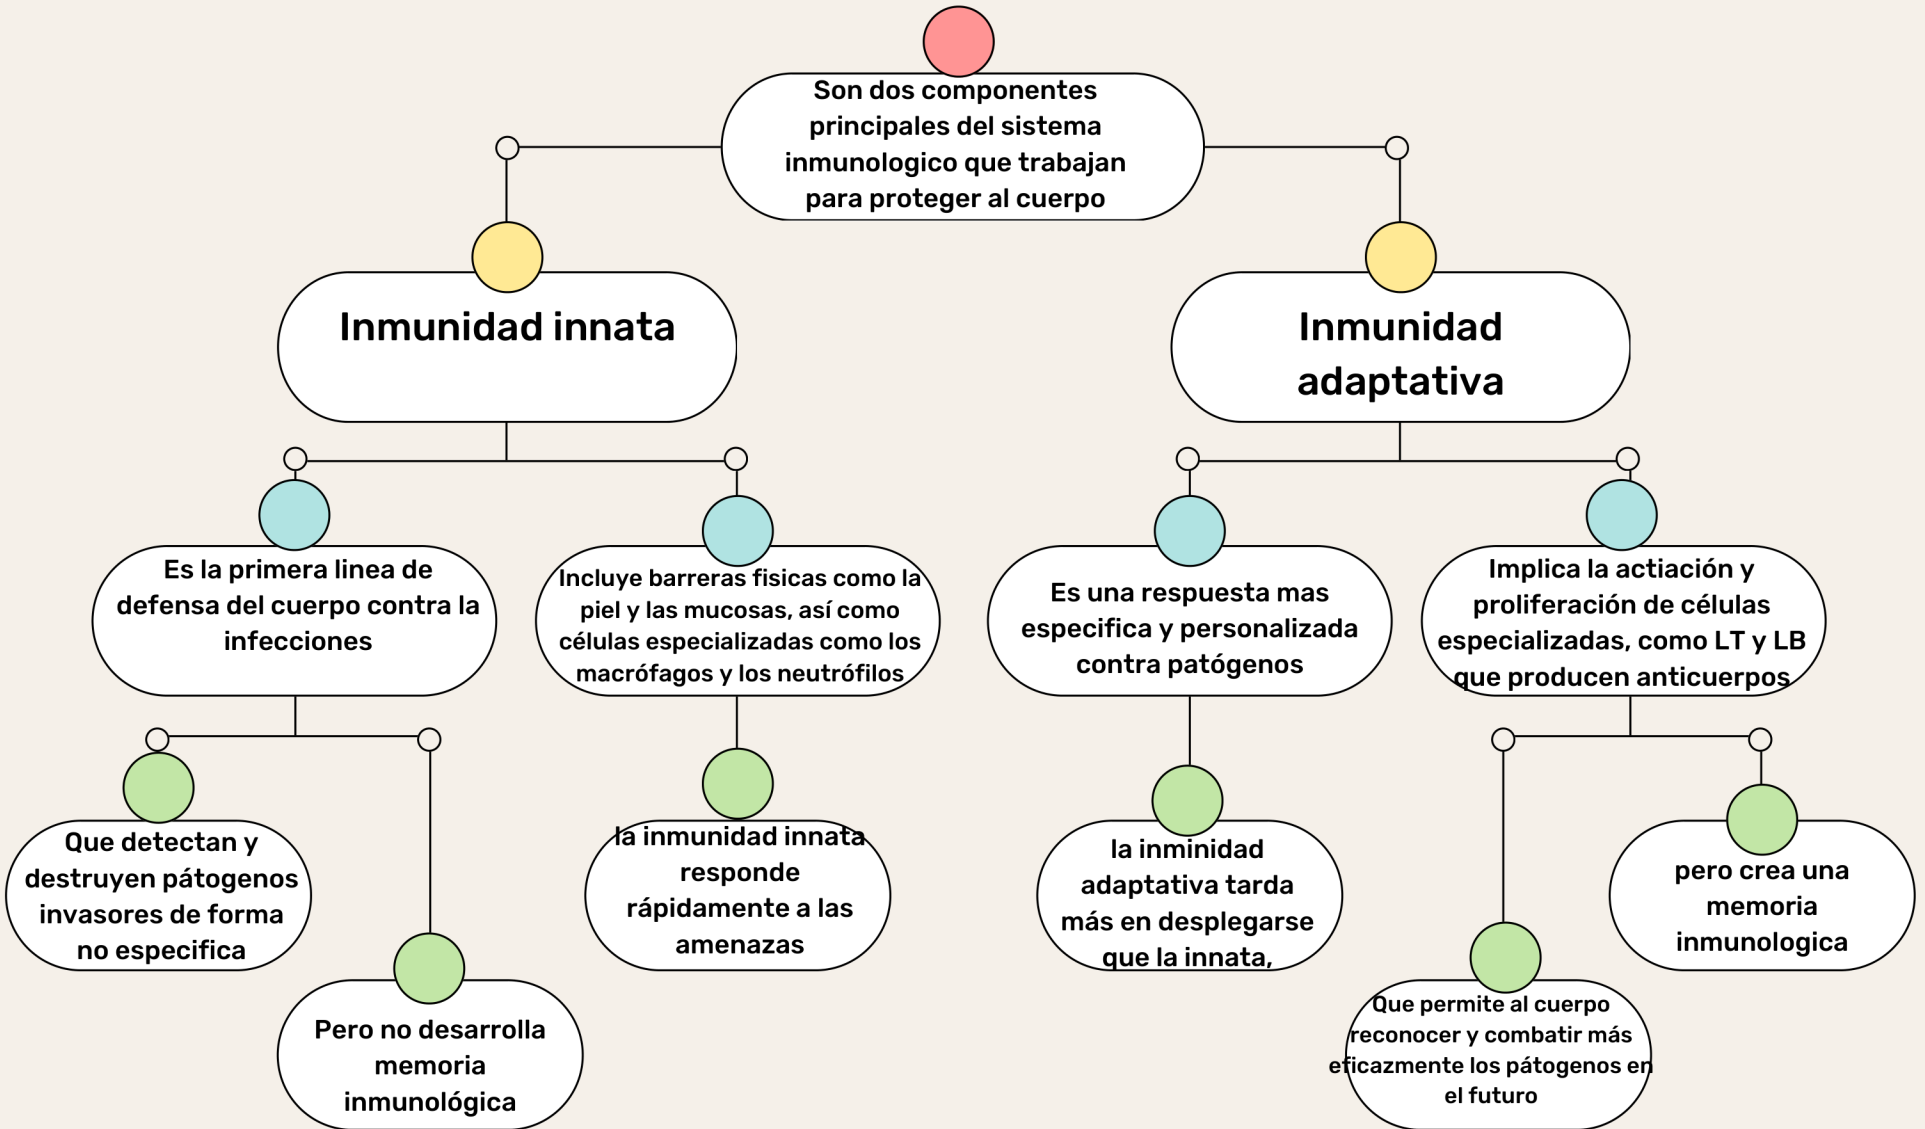 Son dos componentes
principales del sistema
inmunologico que trabajan
para proteger al cuerpo
Inmunidad innata
Inmunidad
adaptativa
Es la primera linea de
defensa del cuerpo contra la
infecciones
Incluye barreras fisicas como la
piel y las mucosas, así como
células especializadas como los
macrófagos y los neutrófilos
Es una respuesta mas
especifica y personalizada
contra patógenos
Implica la actiación y
proliferación de células
especializadas, como LT y LB
que producen anticuerpos
Que detectan y
destruyen pátogenos
invasores de forma
no especifica
Pero no desarrolla
memoria
inmunológica
la inmunidad innata
responde
rápidamente a las
amenazas
la inminidad
adaptativa tarda
más en desplegarse
que la innata,
Que permite al cuerpo
reconocer y combatir más
eficazmente los pátogenos en
el futuro
pero crea una
memoria
inmunologica